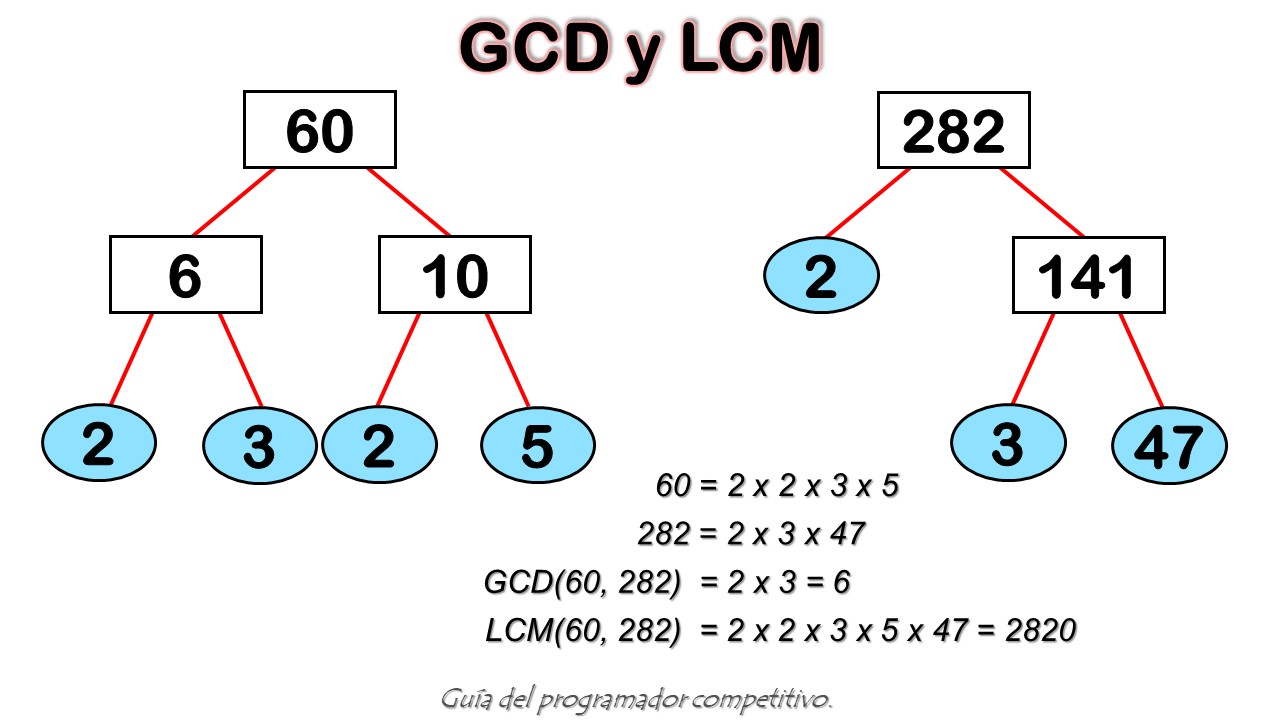 GCD y LCM
60
282
6
10
2
141
2
3
2
5
3
47
60 = 2 x 2 x 3 x 5
282 = 2 x 3 x 47
GCD(60, 282) = 2 x 3 = 6
LCM(60, 282) = 2 x 2 x 3 x 5 x 47 = 2820
Guía del programador competitivo.